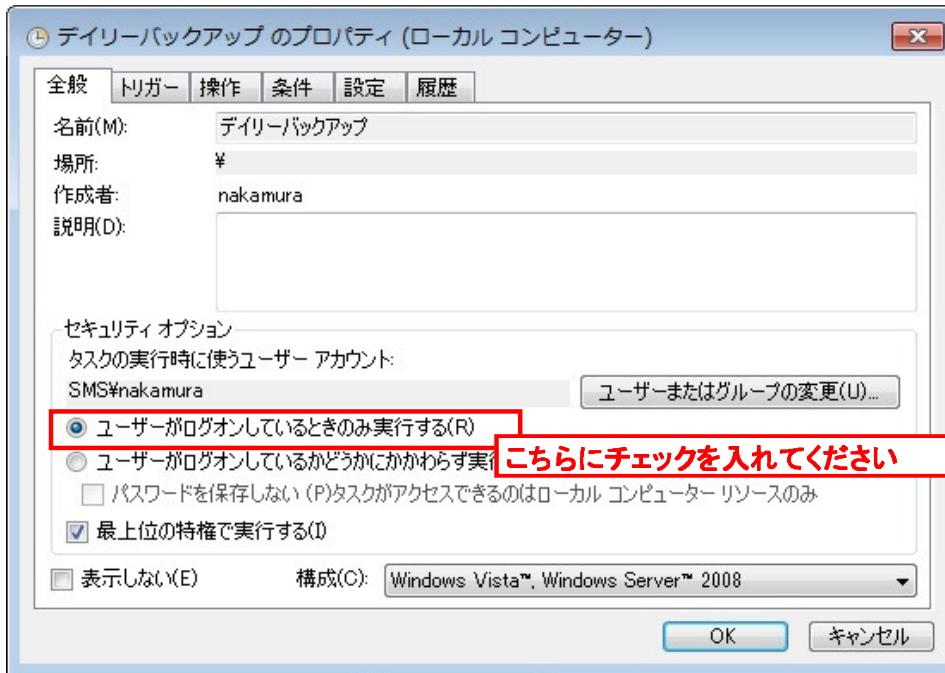 デイリーバックアップ のプロパティ (ローカル コンピューター)
全般 トリガー 操作 条件 設定 履歴
名前(M): デイリーバックアップ
場所: ¥
作成者: nakamura
説明(D):
セキュリティ オプション
タスクの実行時に使うユーザー アカウント:
SMS¥nakamura ユーザーまたはグループの変更(U)...
ユーザーがログオンしているときのみ実行する(R)
こちらにチェックを入れてください
ユーザーがログオンしているかどうかにかかわらず実行
パスワードを保存しない (P)タスクがアクセスできるのはローカル コンピューター リソースのみ
最上位の特権で実行する(I)
表示しない(E) 構成(C): Windows Vista™, Windows Server™ 2008
OK キャンセル